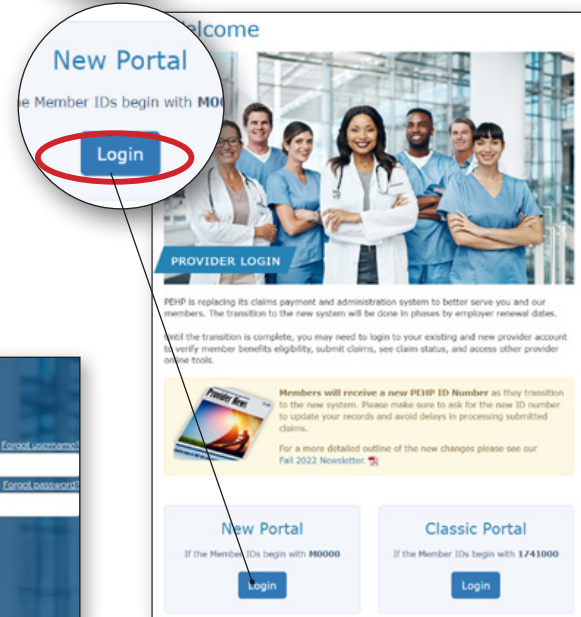 Welcome
New Portal
Member IDs begin with M00
Login
PROVIDER LOGIN
PEHP is replacing its claims payment and administration system to better serve you and our
members. The transition to the new system will be done in phases by employer renewal dates.
Until the transition is complete, you may need to login to your existing and new provider account
to verify member benefits eligibility, submit claims, see claim status, and access other provider
online tools.
Provider News
Members will receive a new PEHP ID Number as they transition
to the new system. Please make sure to ask for the new ID number
to update your records and avoid delays in processing submitted
claims.
For a more detailed outline of the new changes please see our
Fall 2022 Newsletter.
Forgot username?
Forgot password?
New Portal
If the Member IDs begin with M0000
Login
Classic Portal
If the Member IDs begin with 1741000
Login